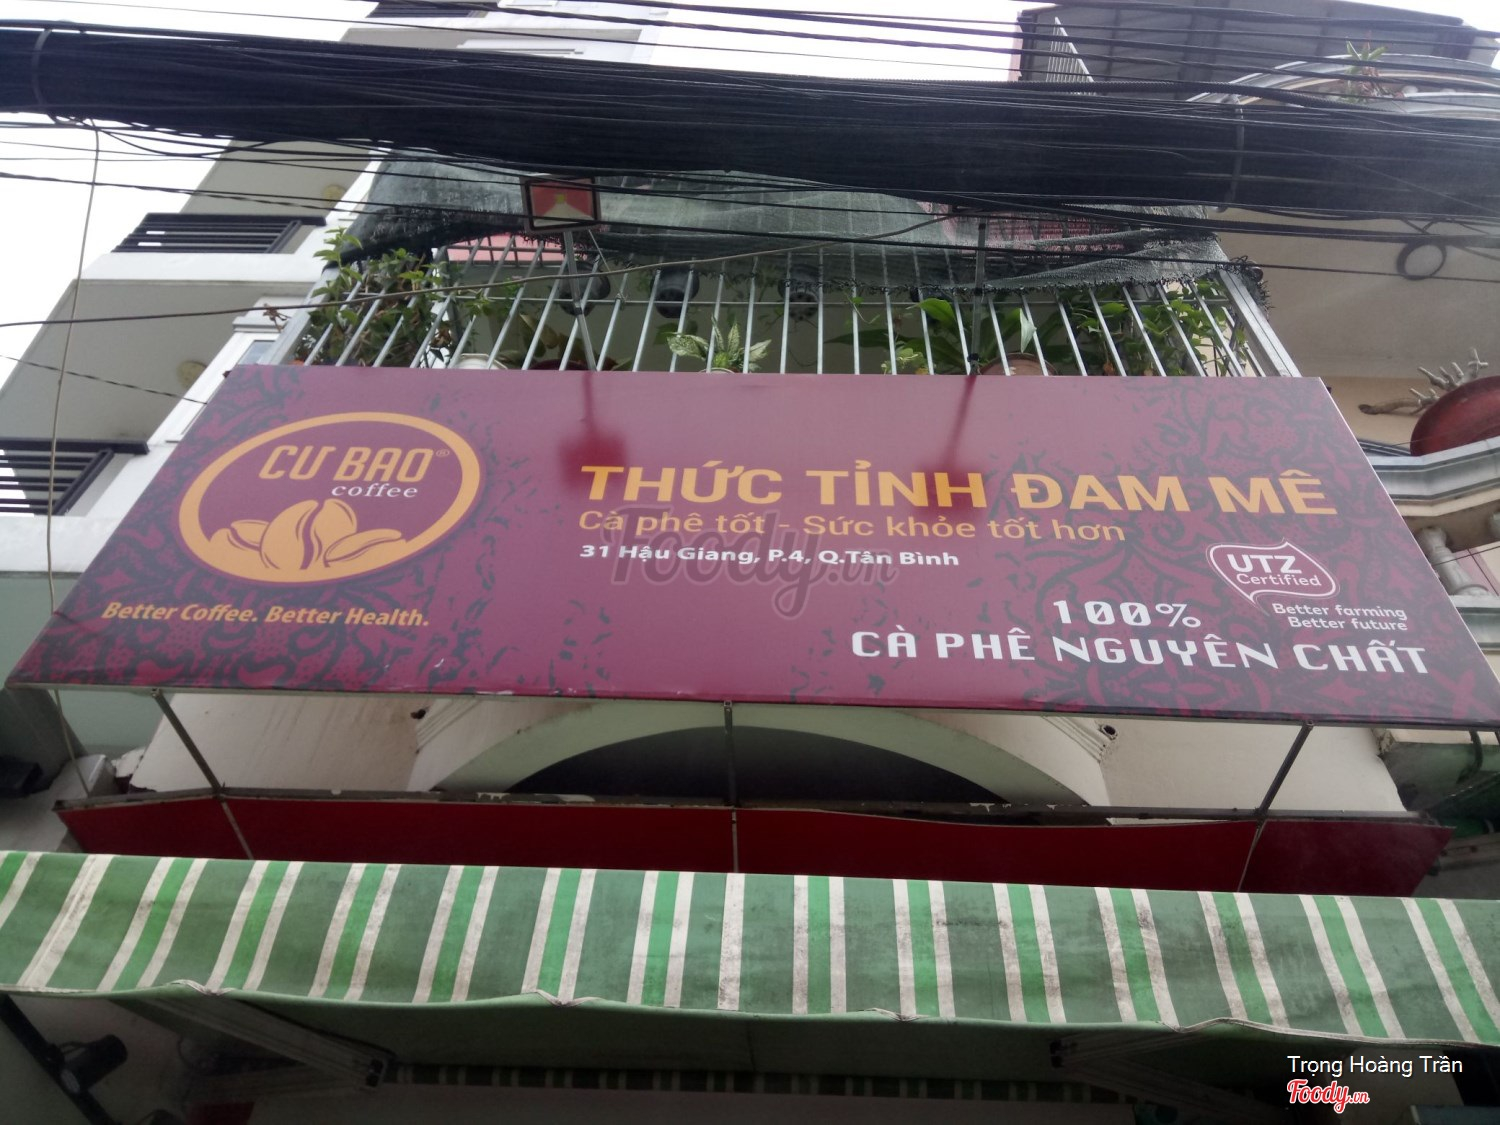 CƯ BAO®
coffee
Better Coffee. Better Health.
THỨC TỈNH ĐAM MÊ
Cà phê tốt - Sức khỏe tốt hơn
31 Hậu Giang, P.4, Q.Tân Bình
Foody.vn
UTZ
Certified
Better farming
Better future
100%
CÀ PHÊ NGUYÊN CHẤT
Trọng Hoàng Trần
Foody.vn